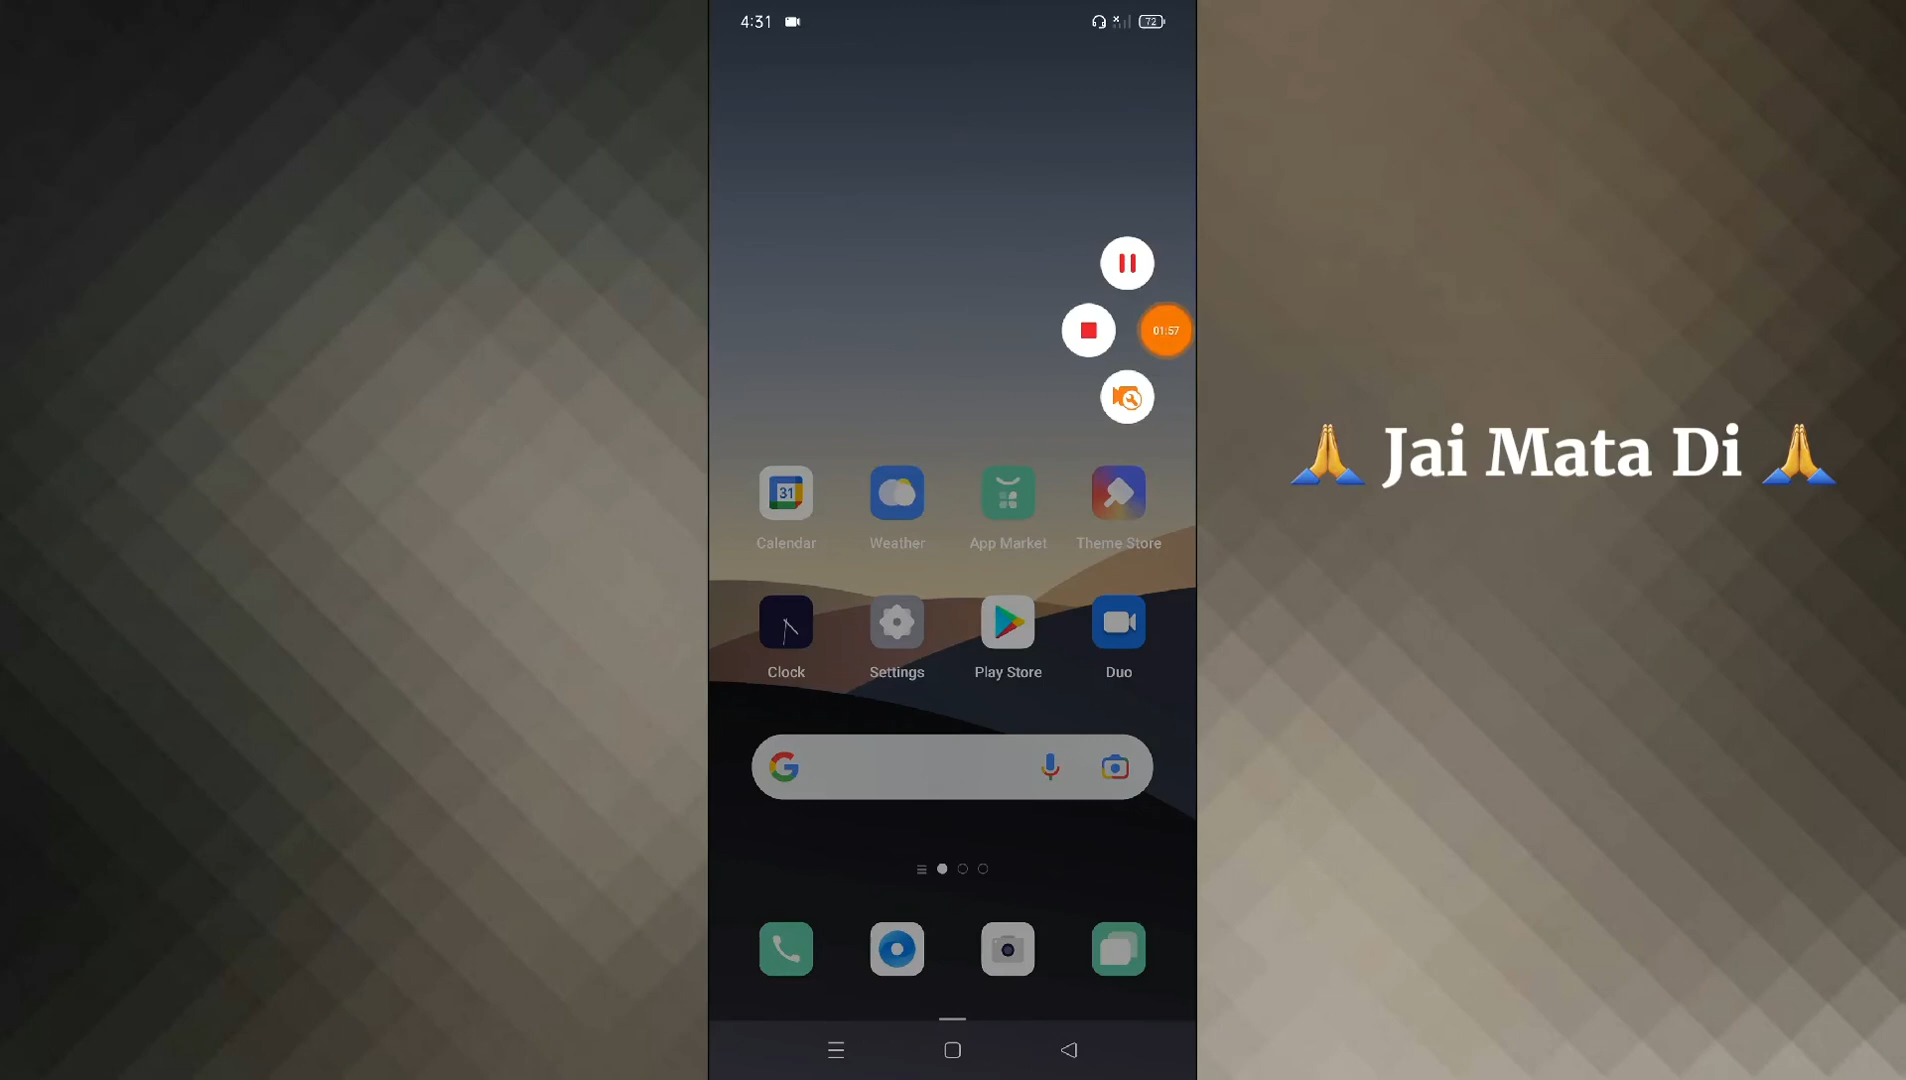 4:31
72
01:57
🙏 Jai Mata Di 🙏
31
Calendar Weather App Market Theme Store
Clock Settings Play Store Duo